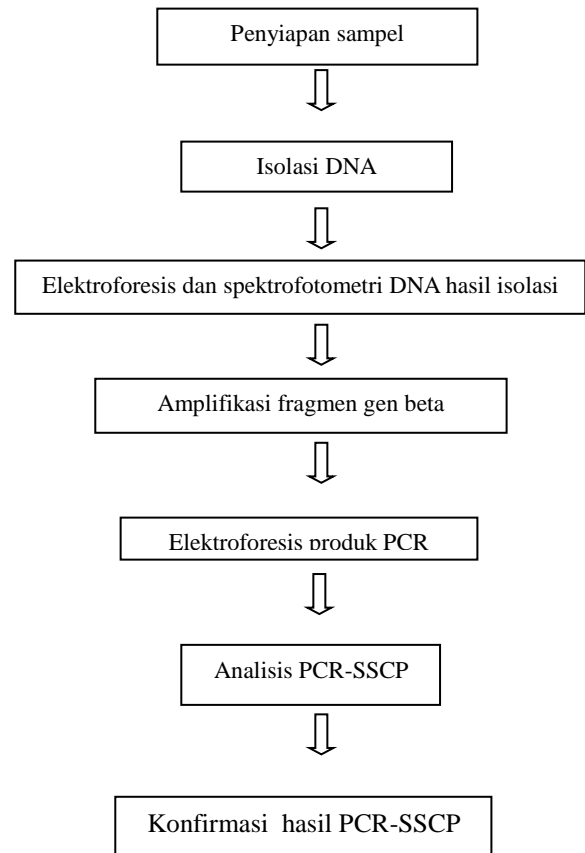 Penyiapan sampel
Isolasi DNA
Elektroforesis dan spektrofotometri DNA hasil isolasi
Amplifikasi fragmen gen beta
Elektroforesis produk PCR
Analisis PCR-SSCP
Konfirmasi hasil PCR-SSCP